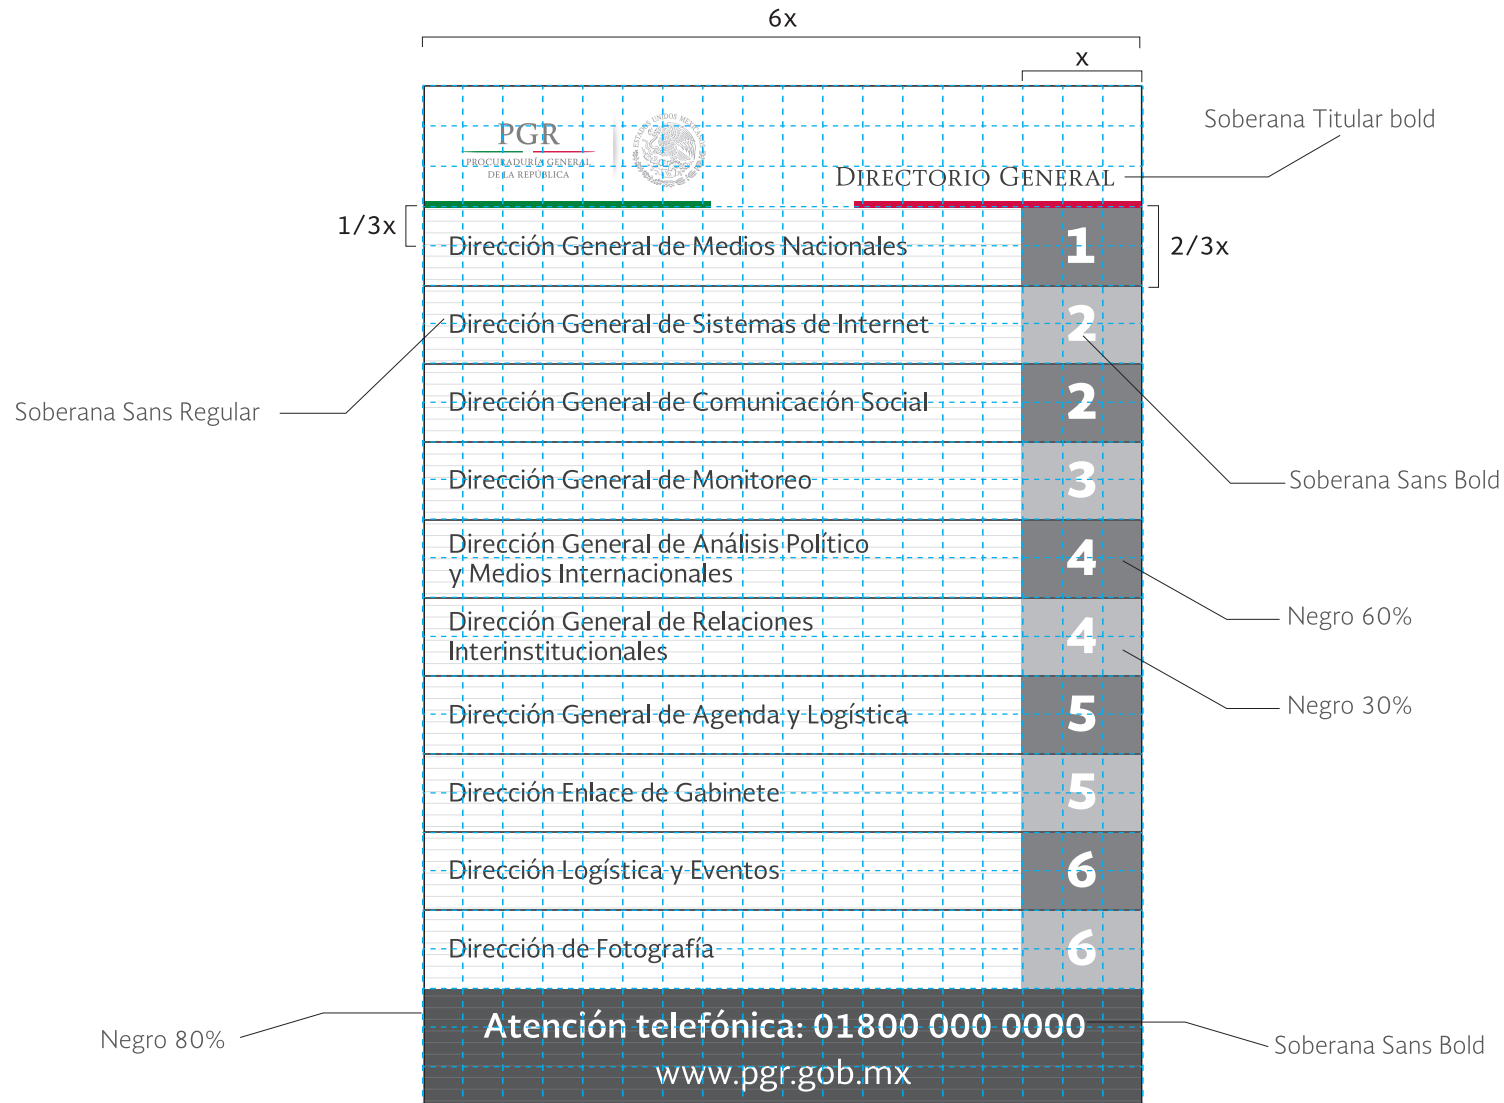 6x
x
Soberana Titular bold
PGR
PROCURADURÍA GENERAL
DE LA REPÚBLICA
ESTADOS UNIDOS MEXICANOS
DIRECTORIO GENERAL
1/3x
2/3x
Dirección General de Medios Nacionales 1
Dirección General de Sistemas de Internet 2
Soberana Sans Regular
Dirección General de Comunicación Social 2
Dirección General de Monitoreo 3
Soberana Sans Bold
Dirección General de Análisis Político
y Medios Internacionales 4
Negro 60%
Dirección General de Relaciones
Interinstitucionales 4
Negro 30%
Dirección General de Agenda y Logística 5
Dirección Enlace de Gabinete 5
Dirección Logística y Eventos 6
Dirección de Fotografía 6
Negro 80%
Atención telefónica: 01800 000 0000
Soberana Sans Bold
www.pgr.gob.mx